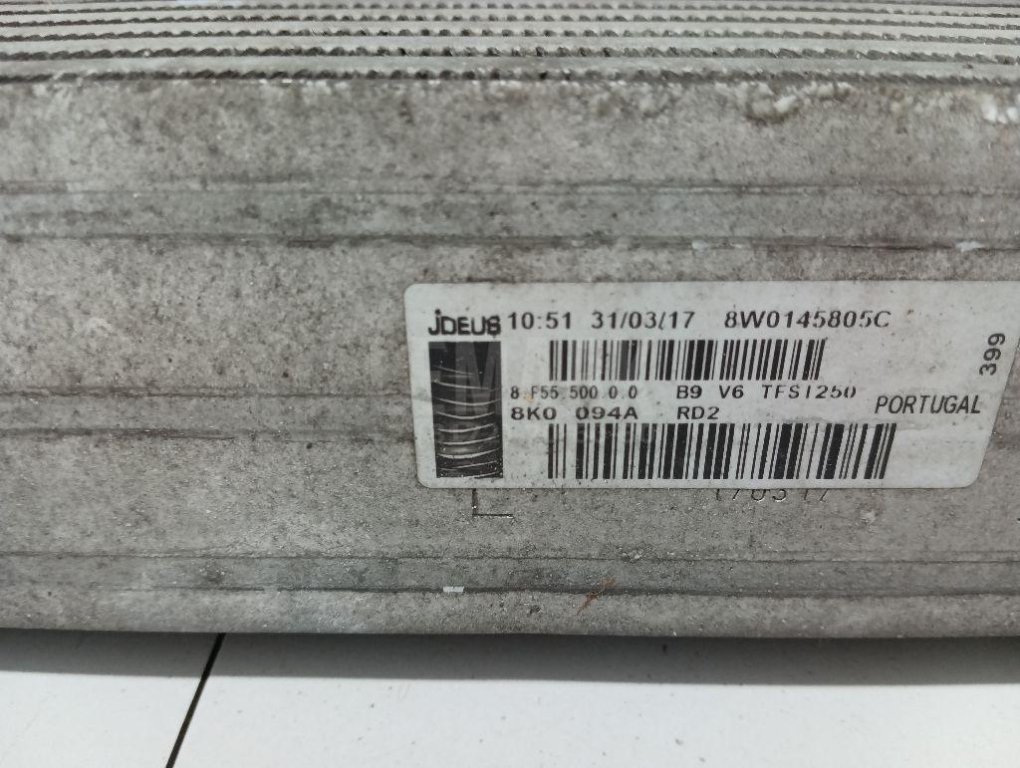 jDEUS 10:51 31/03/17 8W0145805C
8.F55.500.0.0 B9 V6 TFSI250
8K0 094A RD2
PORTUGAL
399